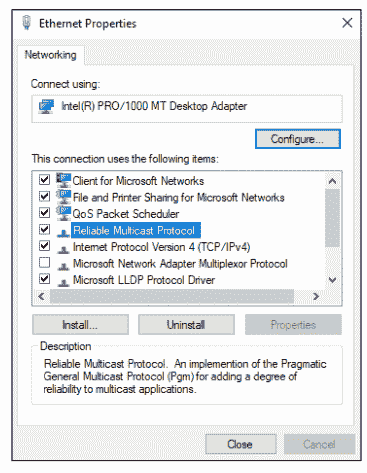 Ethernet Properties
Networking
Connect using:
Intel(R) PRO/1000 MT Desktop Adapter
Configure...
This connection uses the following items:
Client for Microsoft Networks
File and Printer Sharing for Microsoft Networks
QoS Packet Scheduler
Reliable Multicast Protocol
Internet Protocol Version 4 (TCP/IPv4)
Microsoft Network Adapter Multiplexor Protocol
Microsoft LLDP Protocol Driver
Install... Uninstall Properties
Description
Reliable Multicast Protocol. An implemention of the Pragmatic
General Multicast Protocol (Pgm) for adding a degree of
reliability to multicast applications.
Close Cancel